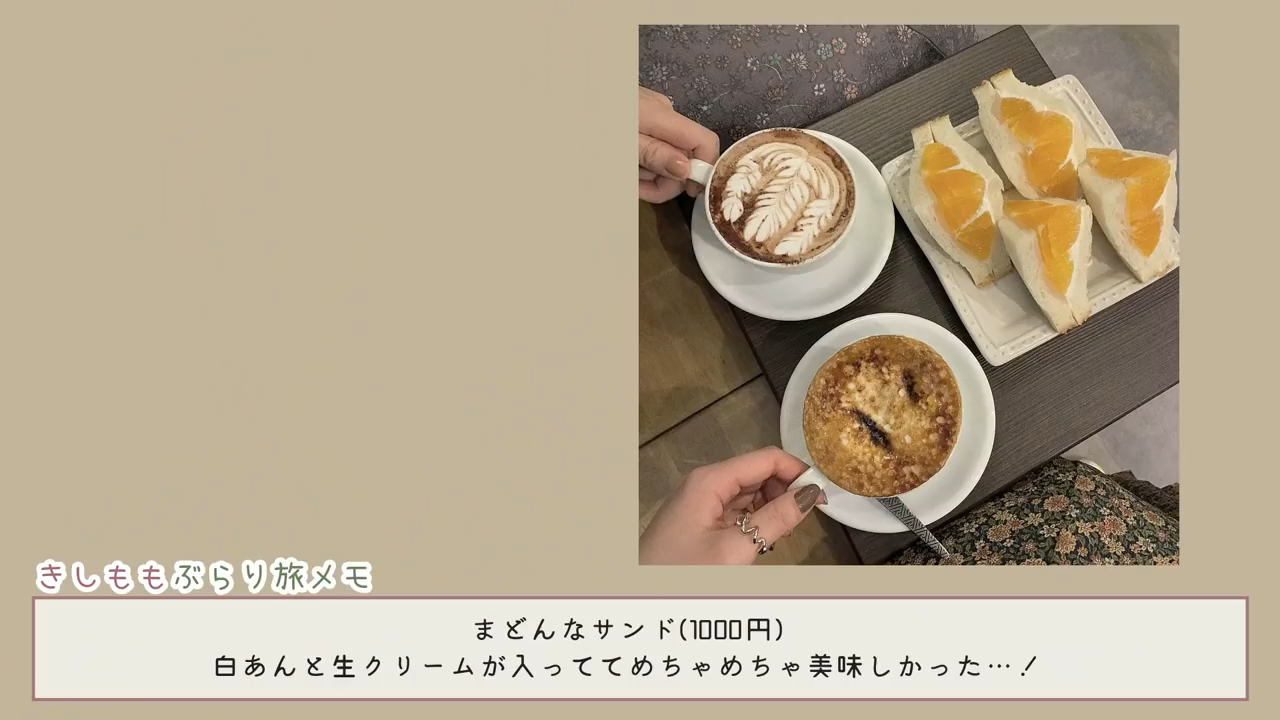 きしももぶらり旅メモ
まどんなサンド(1000円)
白あんと生クリームが入っててめちゃめちゃ美味しかった…！